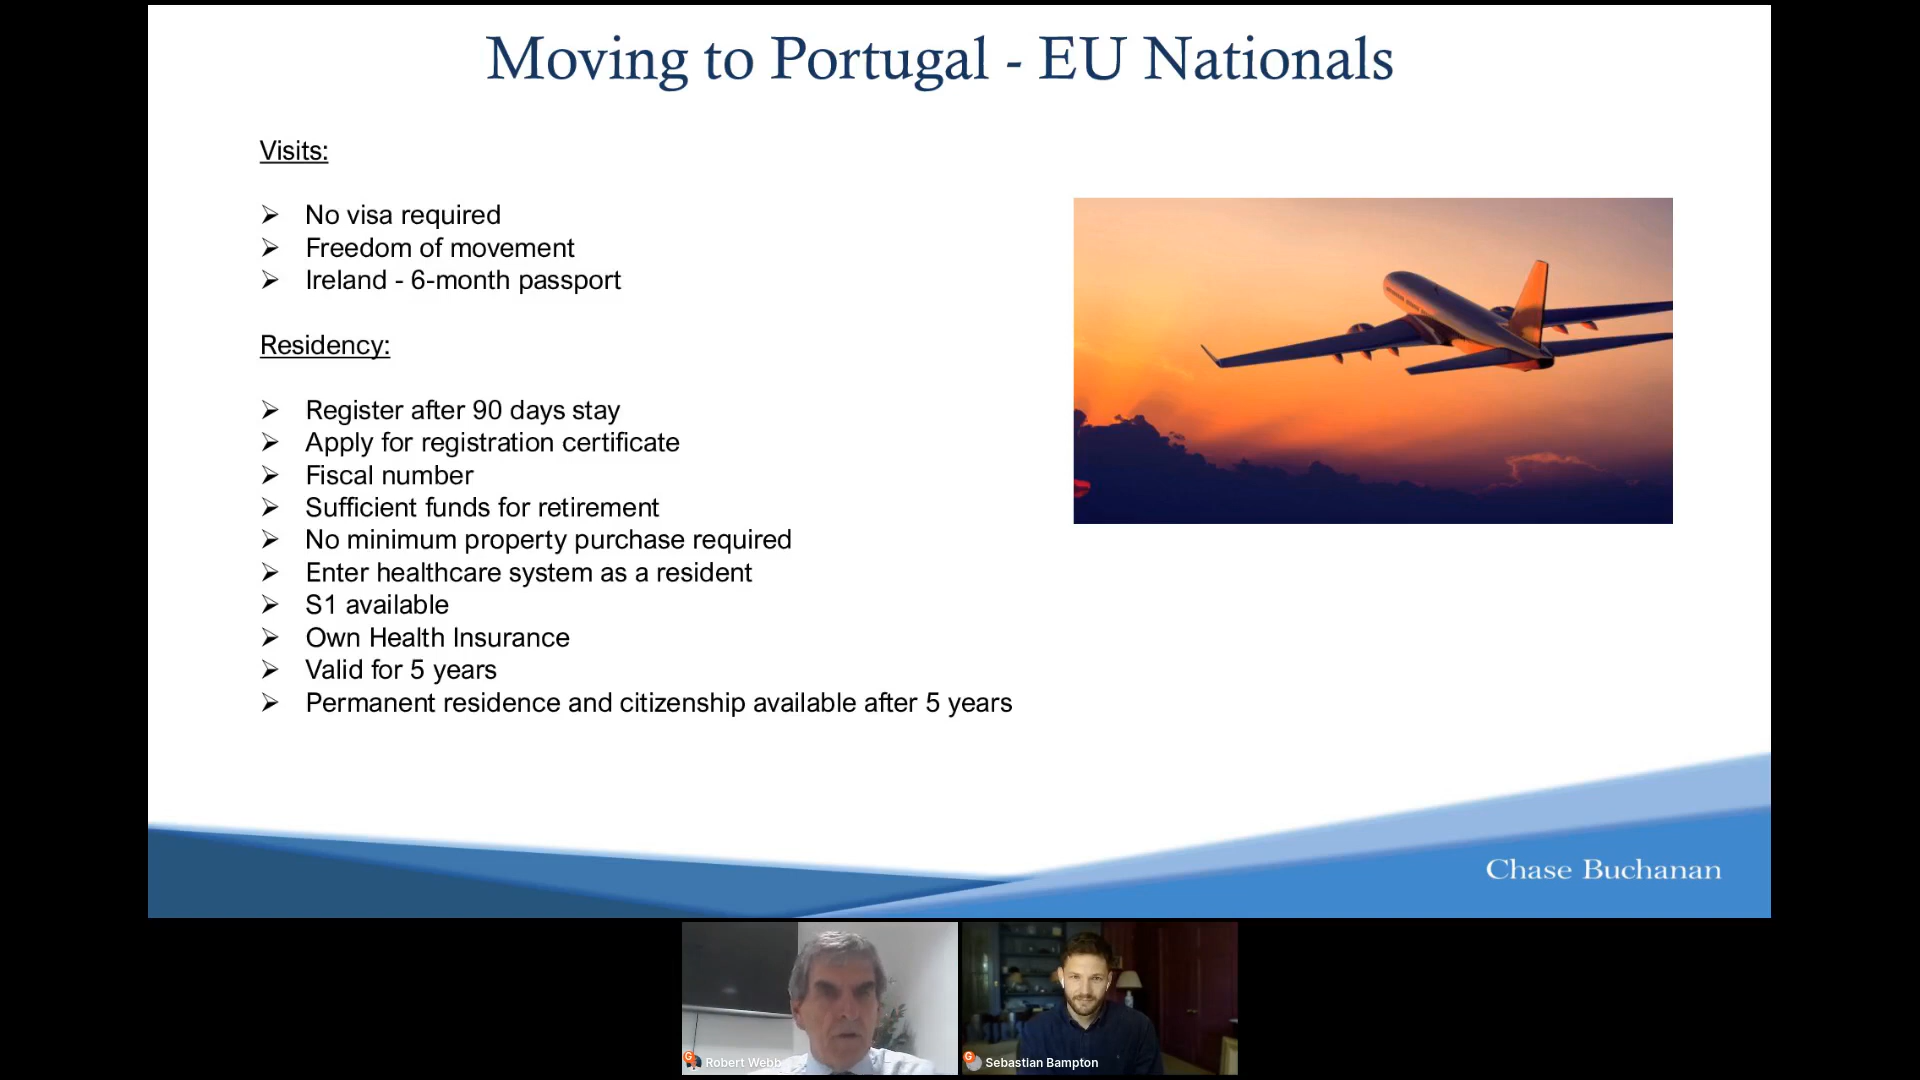 Moving to Portugal - EU Nationals
Visits:
No visa required
Freedom of movement
Ireland - 6-month passport
Residency:
Register after 90 days stay
Apply for registration certificate
Fiscal number
Sufficient funds for retirement
No minimum property purchase required
Enter healthcare system as a resident
S1 available
Own Health Insurance
Valid for 5 years
Permanent residence and citizenship available after 5 years
Chase Buchanan
Robert Webb
Sebastian Bampton